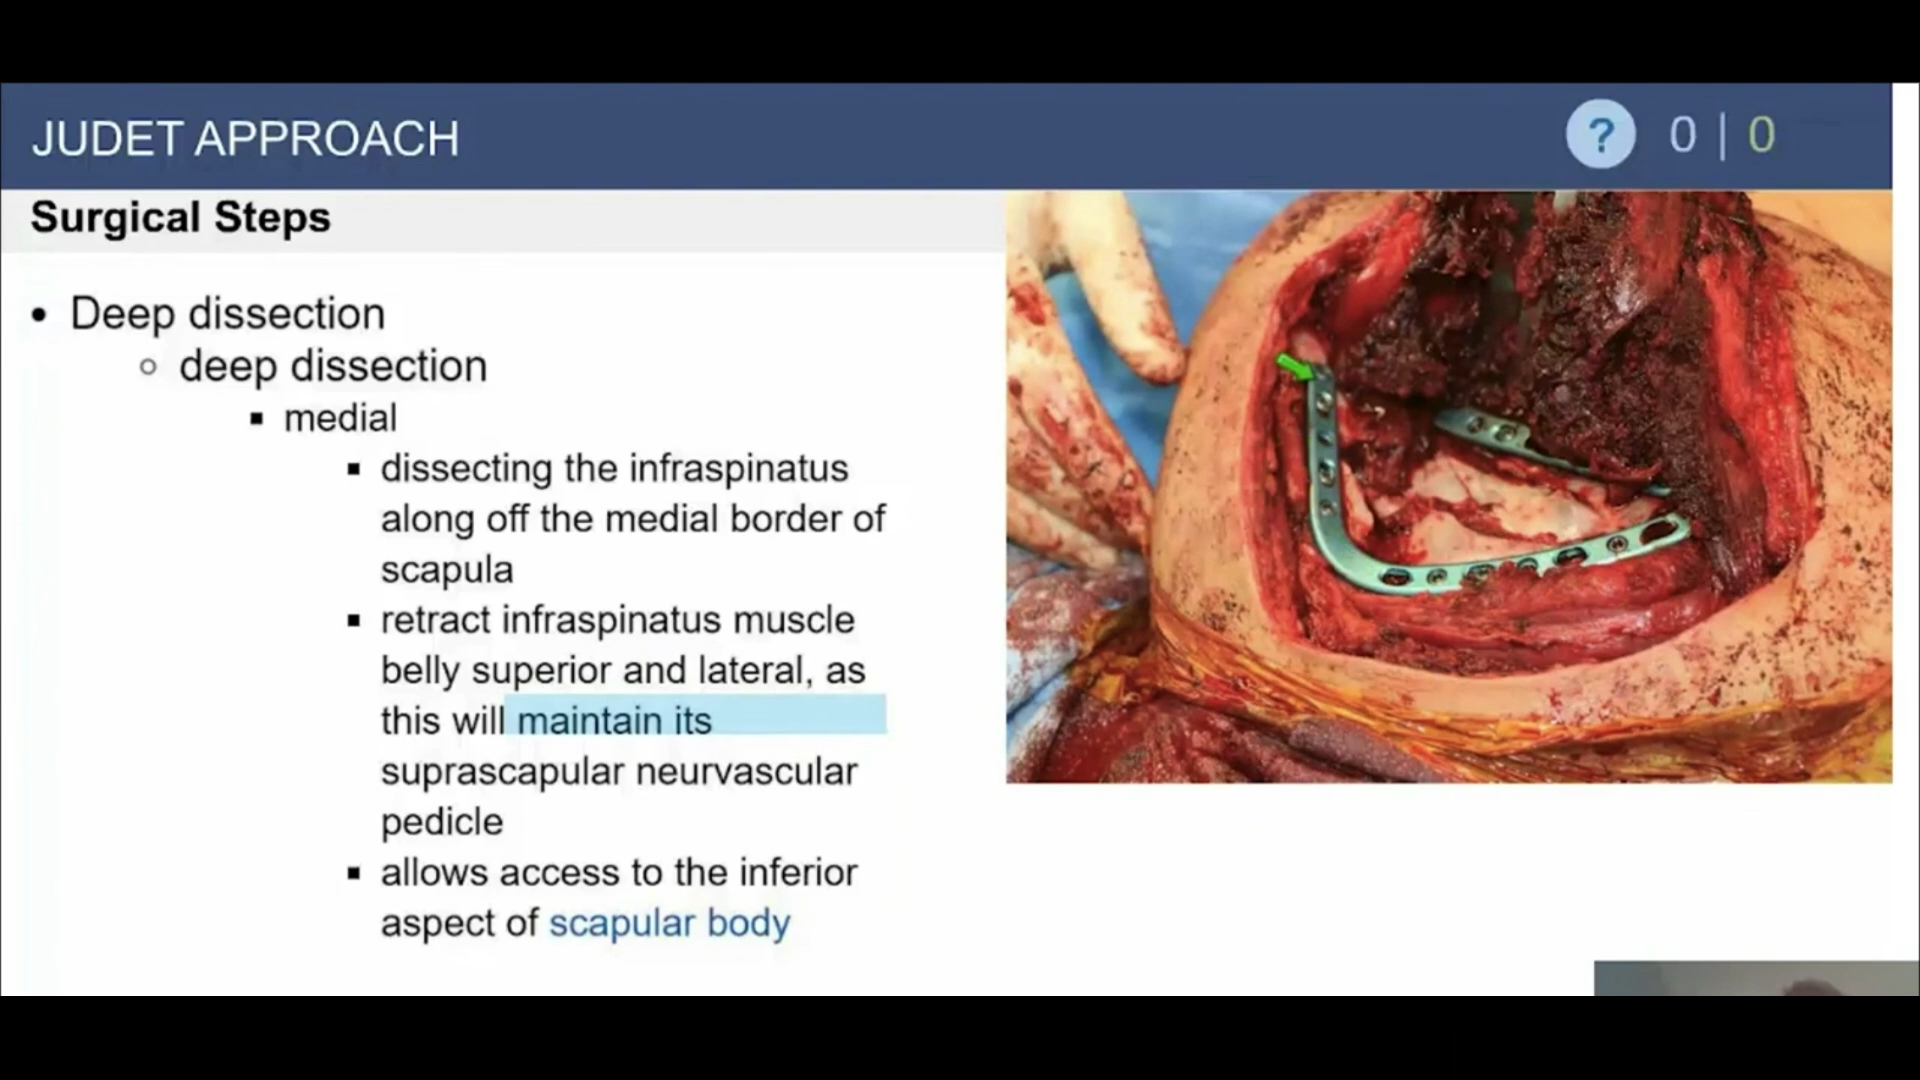 JUDET APPROACH
? 0 | 0
Surgical Steps
• Deep dissection
○ deep dissection
▪ medial
▪ dissecting the infraspinatus
along off the medial border of
scapula
▪ retract infraspinatus muscle
belly superior and lateral, as
this will maintain its
suprascapular neurvascular
pedicle
▪ allows access to the inferior
aspect of scapular body